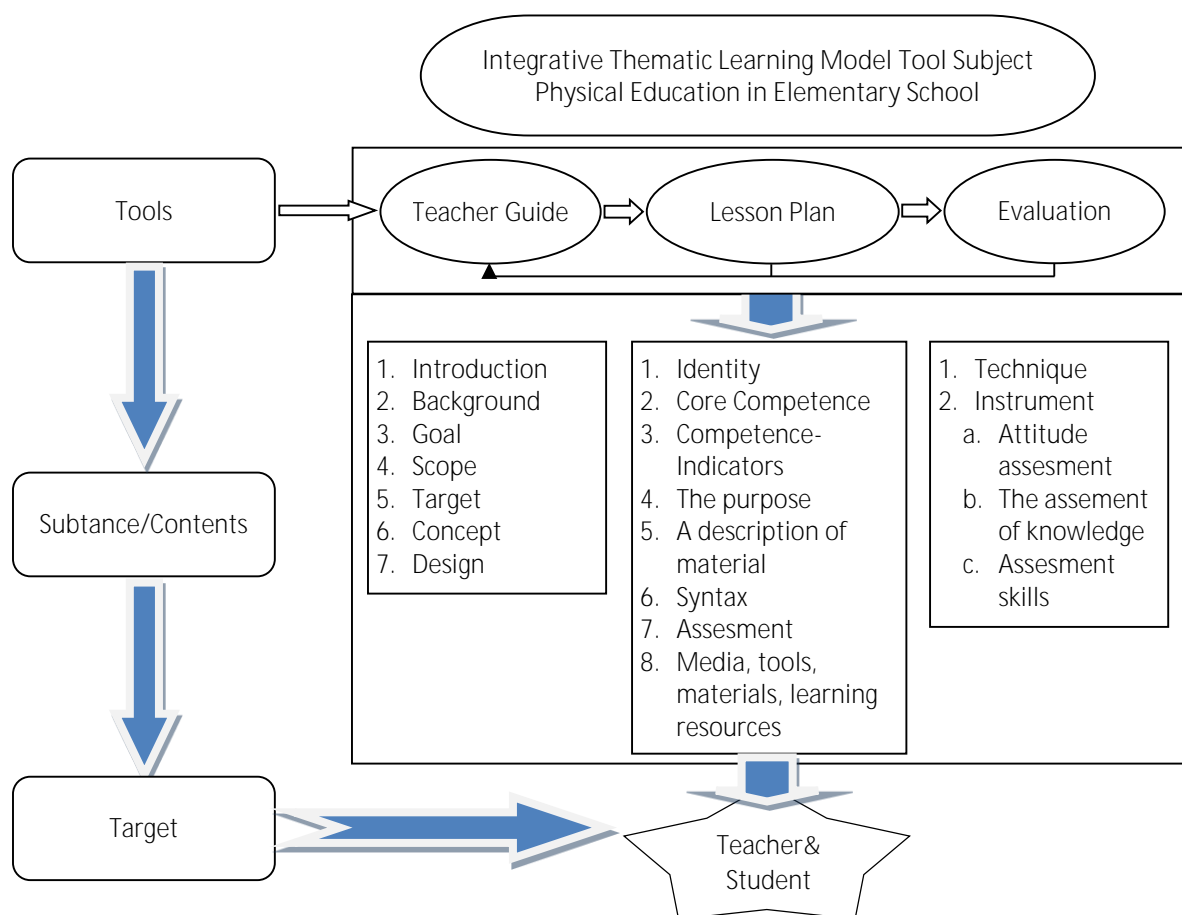 Integrative Thematic Learning Model Tool Subject
Physical Education in Elementary School
Tools
Teacher Guide
Lesson Plan
Evaluation
Subtance/Contents
1. Introduction
2. Background
3. Goal
4. Scope
5. Target
6. Concept
7. Design
1. Identity
2. Core Competence
3. Competence-
Indicators
4. The purpose
5. A description of
material
6. Syntax
7. Assesment
8. Media, tools,
materials, learning
resources
1. Technique
2. Instrument
a. Attitude
assesment
b. The assement
of knowledge
c. Assesment
skills
Target
Teacher&
Student